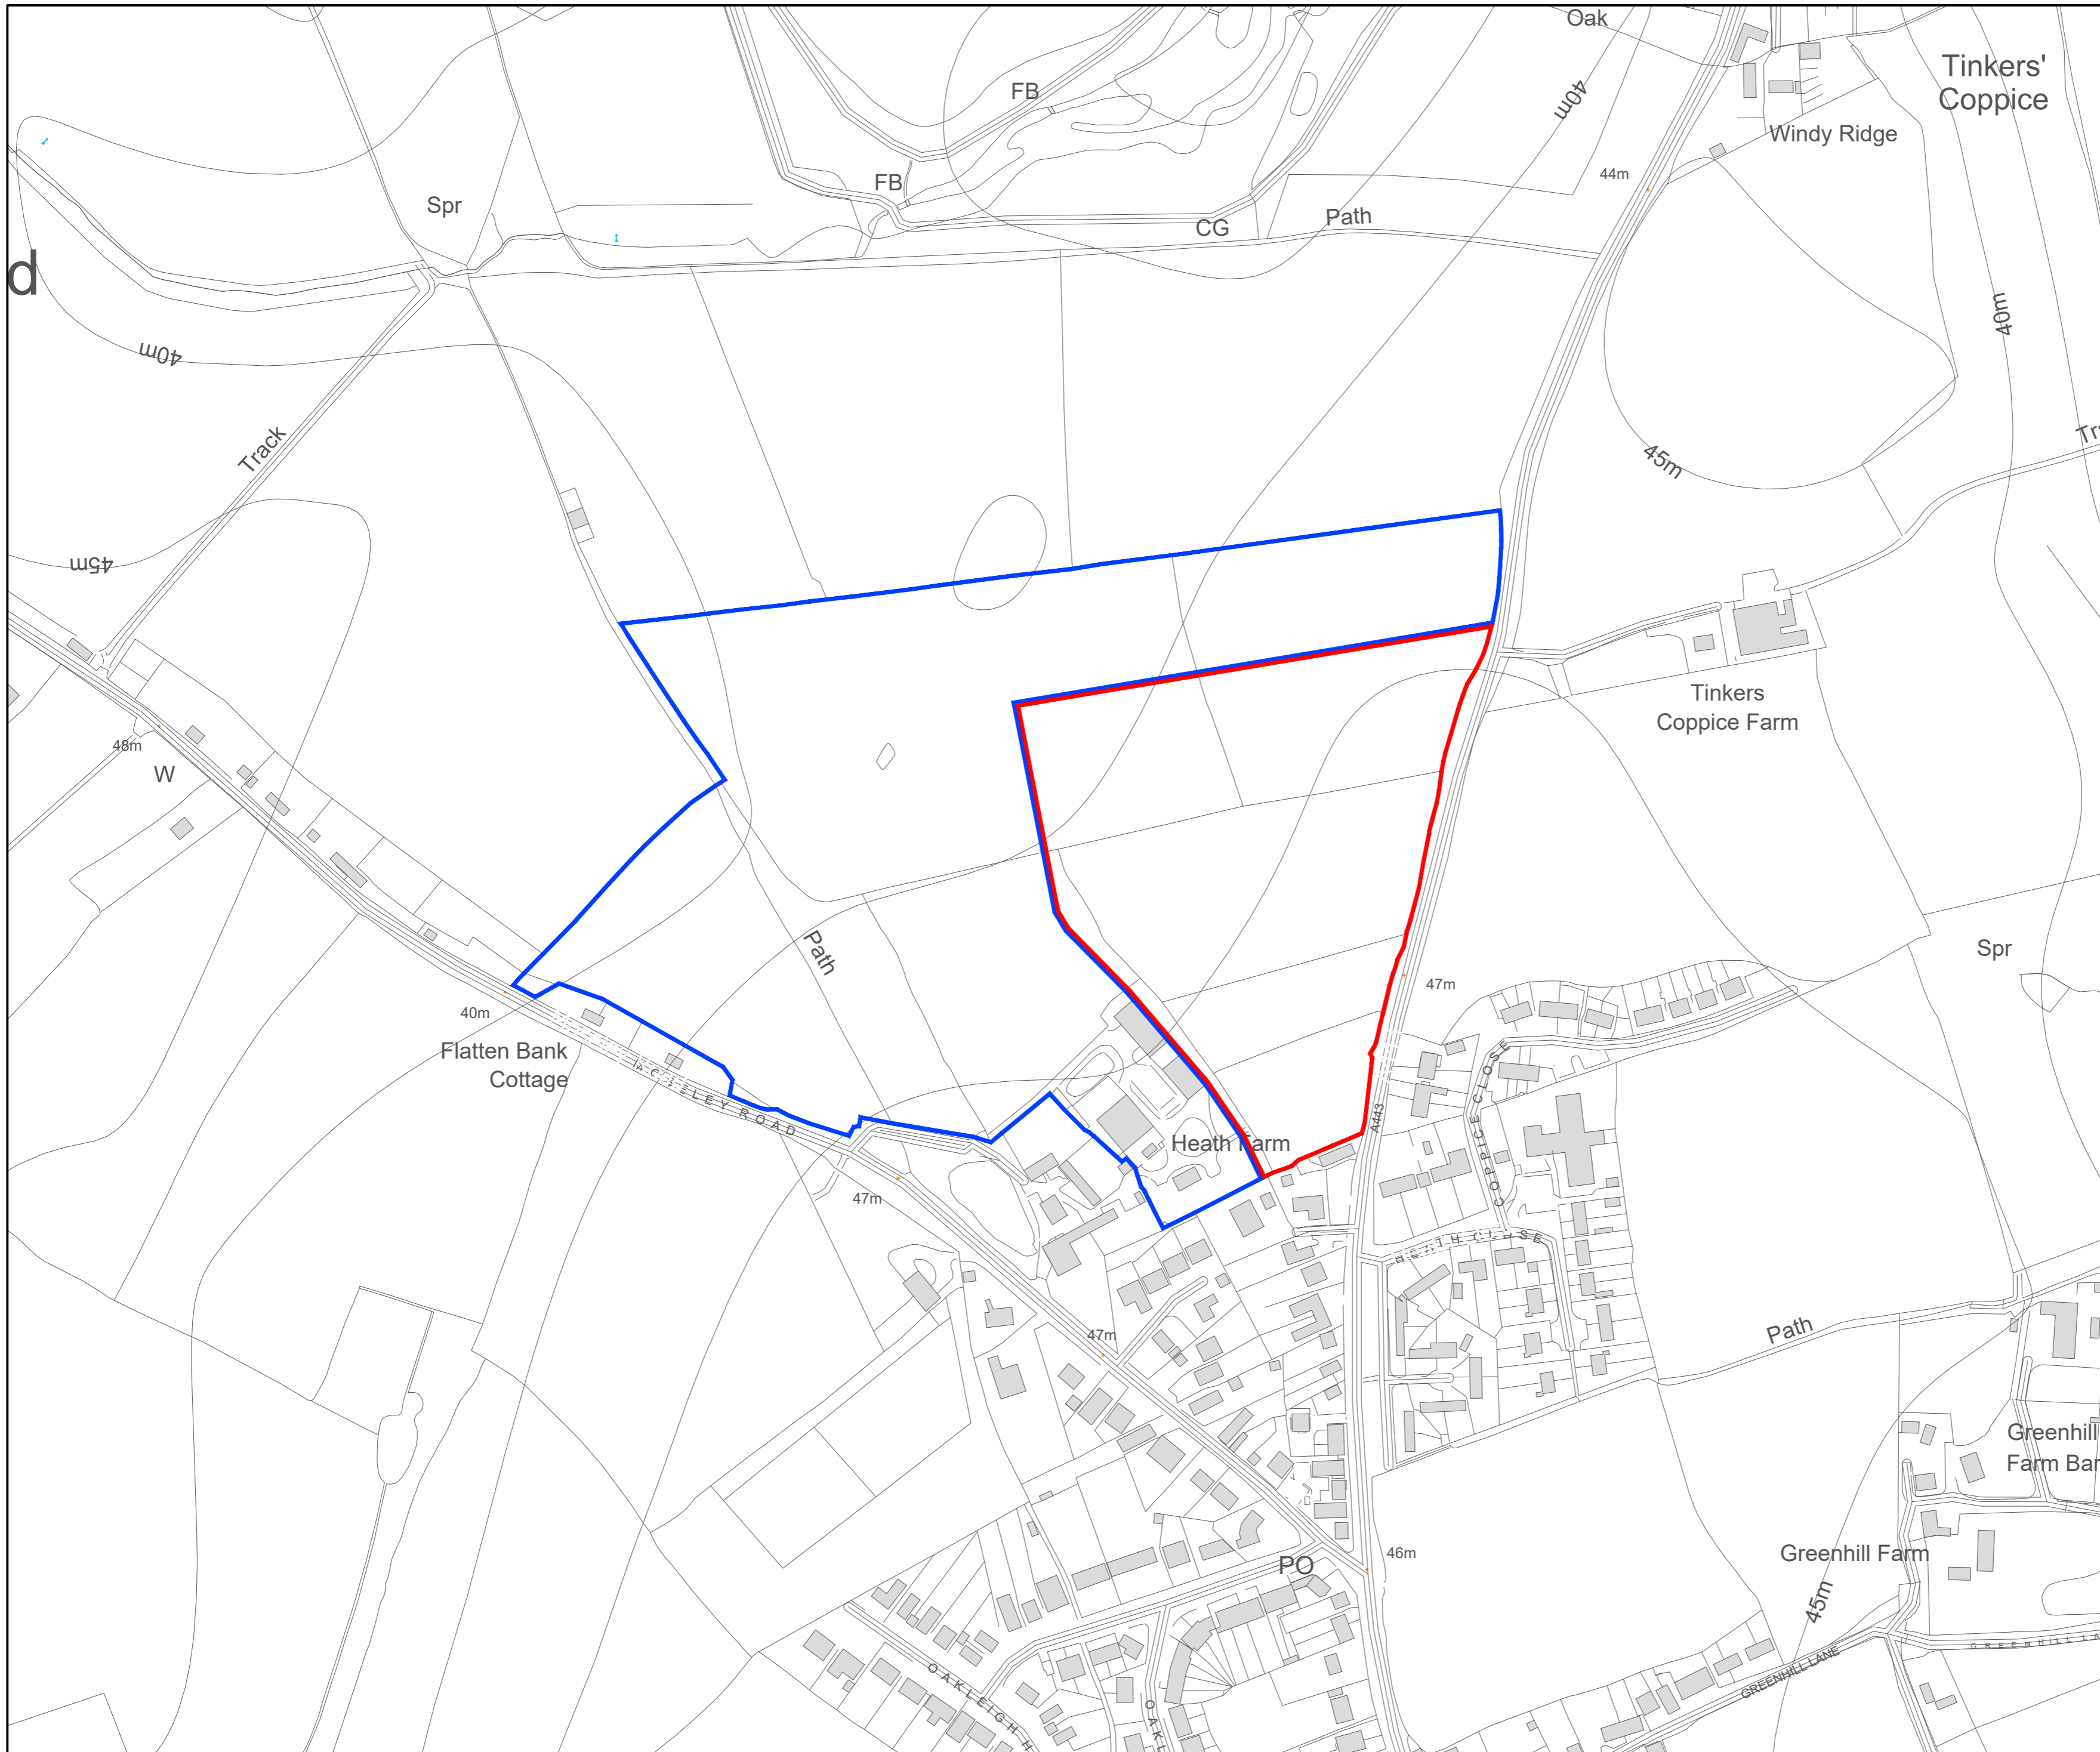 Oak
Tinkers'
Coppice
FB
40m
Windy Ridge
FB
44m
Spr
Path
CG
d
40m
40m
Track
45m
45m
Tinkers
Coppice Farm
48m
W
Path
Spr
47m
40m
Flatten Bank
Cottage
COPPICE CLOSE
A443
Heath Farm
47m
HEATH CLOSE
Path
47m
Greenhill
46m
PO
Greenhill Farm
45m
GREENHILL LANE
OAKLEIGH H
OAKL